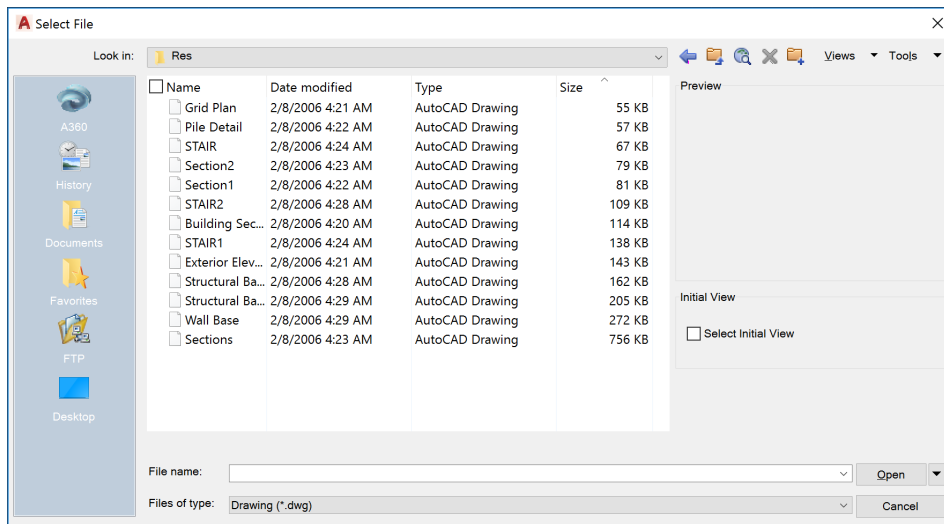 Select File
Look in: Res Views Tools
A360
History
Documents
Favorites
FTP
Desktop
Name Date modified Type Size
Grid Plan 2/8/2006 4:21 AM AutoCAD Drawing 55 KB
Pile Detail 2/8/2006 4:22 AM AutoCAD Drawing 57 KB
STAIR 2/8/2006 4:24 AM AutoCAD Drawing 67 KB
Section2 2/8/2006 4:23 AM AutoCAD Drawing 79 KB
Section1 2/8/2006 4:22 AM AutoCAD Drawing 81 KB
STAIR2 2/8/2006 4:28 AM AutoCAD Drawing 109 KB
Building Sec... 2/8/2006 4:20 AM AutoCAD Drawing 114 KB
STAIR1 2/8/2006 4:24 AM AutoCAD Drawing 138 KB
Exterior Elev... 2/8/2006 4:21 AM AutoCAD Drawing 143 KB
Structural Ba... 2/8/2006 4:28 AM AutoCAD Drawing 162 KB
Structural Ba... 2/8/2006 4:29 AM AutoCAD Drawing 205 KB
Wall Base 2/8/2006 4:29 AM AutoCAD Drawing 272 KB
Sections 2/8/2006 4:23 AM AutoCAD Drawing 756 KB
Preview
Initial View
Select Initial View
File name: Open
Files of type: Drawing (*.dwg) Cancel